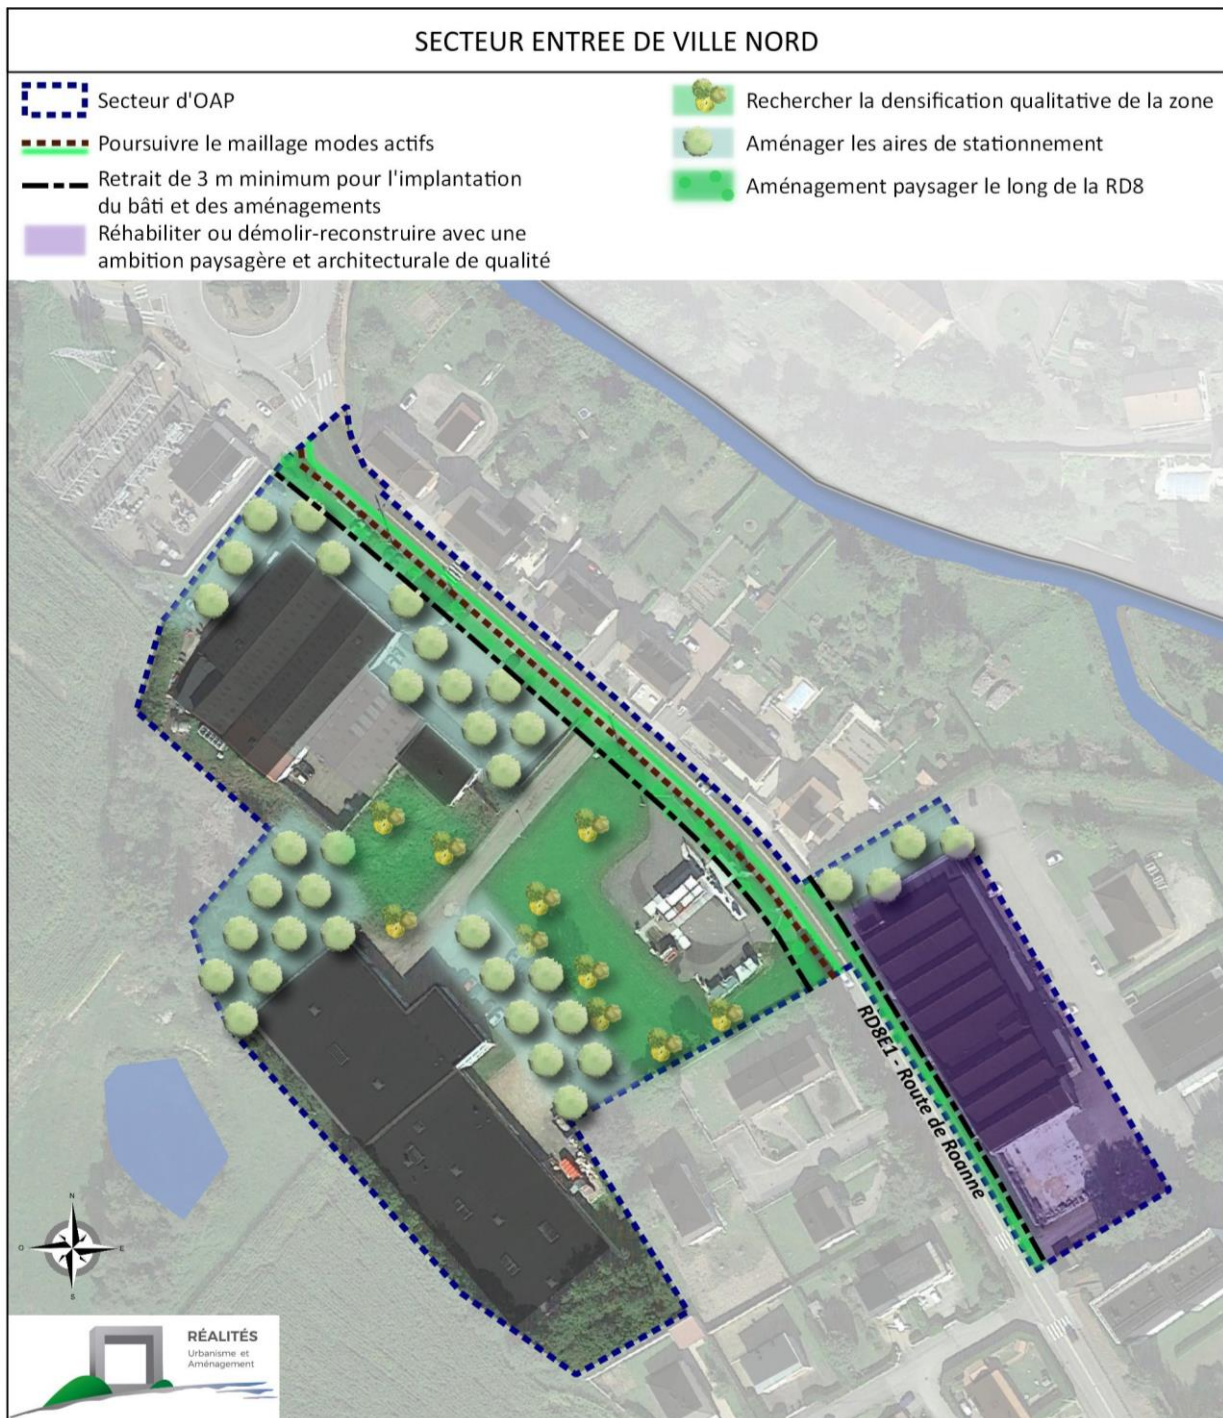 SECTEUR ENTREE DE VILLE NORD
Secteur d'OAP
Poursuivre le maillage modes actifs
Retrait de 3 m minimum pour l'implantation
du bâti et des aménagements
Réhabiliter ou démolir-reconstruire avec une
ambition paysagère et architecturale de qualité
Rechercher la densification qualitative de la zone
Aménager les aires de stationnement
Aménagement paysager le long de la RD8
RD8E1 - Route de Roanne
N
O
E
S
RÉALITÉS
Urbanisme et
Aménagement